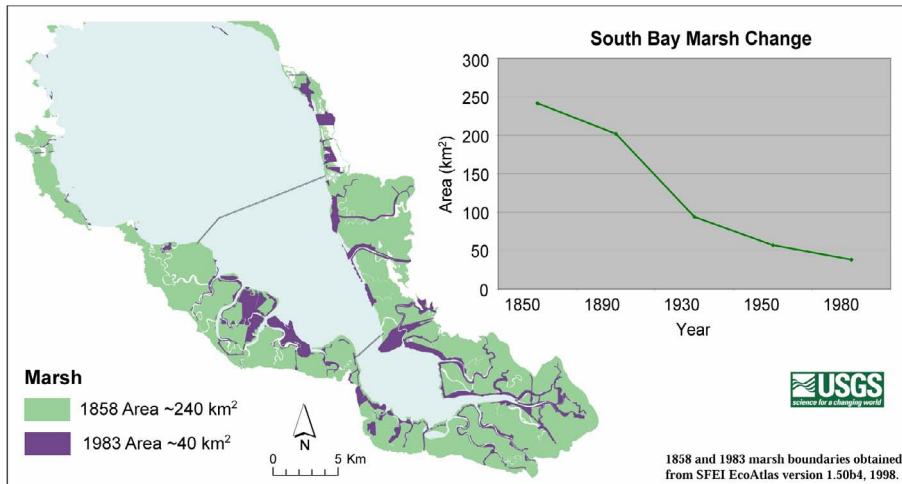 South Bay Marsh Change
300
250
200
150
100
50
0
Area (km²)
1850 1890 1930 1950 1980
Year
Marsh
1858 Area ~240 km²
1983 Area ~40 km²
N
0 5 Km
USGS
science for a changing world
1858 and 1983 marsh boundaries obtained
from SFEI EcoAtlas version 1.50b4, 1998.